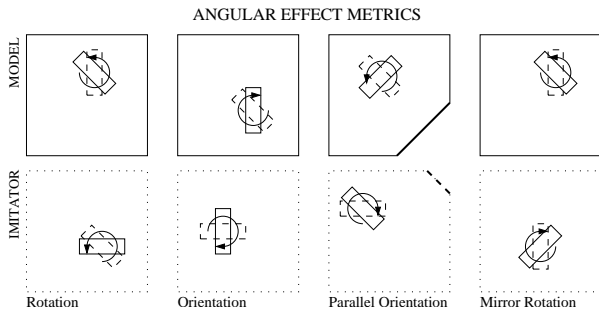 ANGULAR EFFECT METRICS
MODEL
IMITATOR
Rotation
Orientation
Parallel Orientation
Mirror Rotation